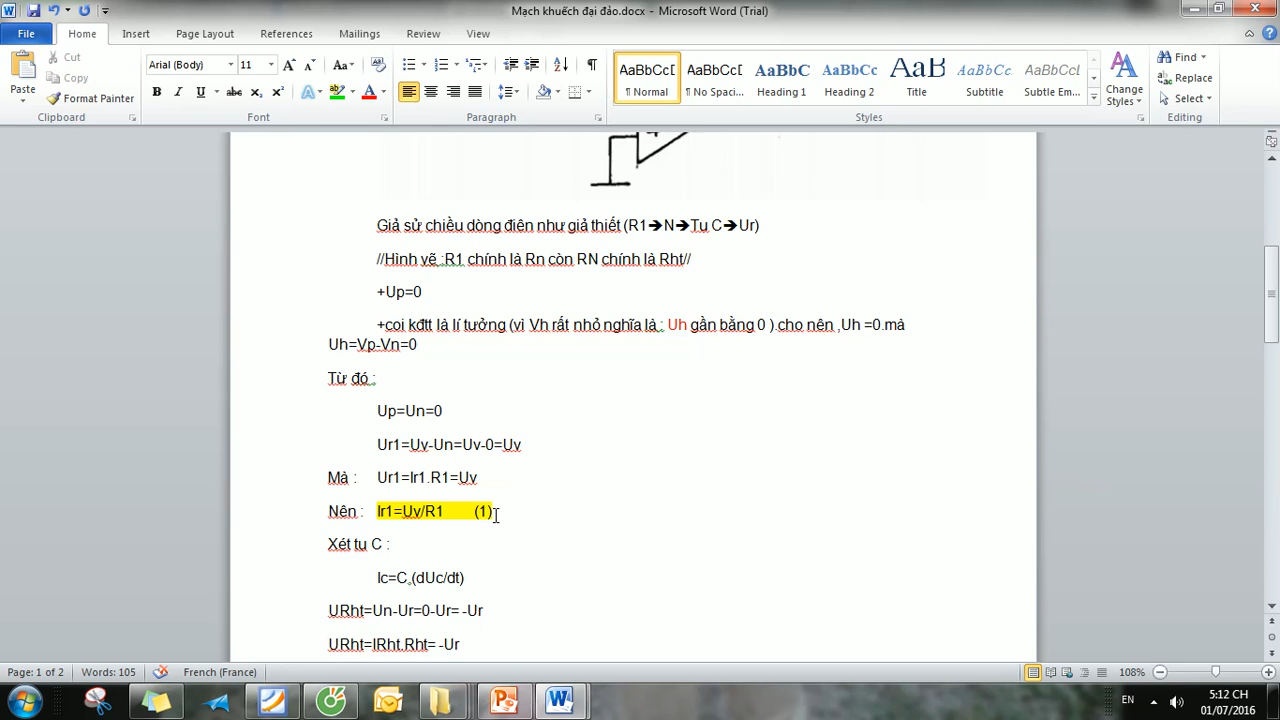 Mạch khuếch đại đảo.docx - Microsoft Word (Trial)
File Home Insert Page Layout References Mailings Review View
Paste
Cut
Copy
Format Painter
Clipboard
Arial (Body) 11
Font
Paragraph
AaBbCcD AaBbCcD AaBbC AaBbCc AaB AaBbCc. AaBbCcD
¶ Normal ¶ No Spaci... Heading 1 Heading 2 Title Subtitle Subtle Em...
Change Styles
Styles
Find
Replace
Select
Editing
Giả sử chiều dòng điện như giả thiết (R1➔N➔Tu C➔Ur)
//Hình vẽ :R1 chính là Rn còn RN chính là Rht//
+Up=0
+coi kđtt là lí tưởng (vì Vh rất nhỏ nghĩa là : Uh gần bằng 0 ).cho nên ,Uh =0.mà
Uh=Vp-Vn=0
Từ đó :
Up=Un=0
Ur1=Uv-Un=Uv-0=Uv
Mà : Ur1=Ir1.R1=Uv
Nên : Ir1=Uv/R1 (1)
Xét tu C :
Ic=C.(dUc/dt)
URht=Un-Ur=0-Ur= -Ur
URht=IRht.Rht= -Ur
Page: 1 of 2 Words: 105 French (France) 108%
EN 5:12 CH
01/07/2016